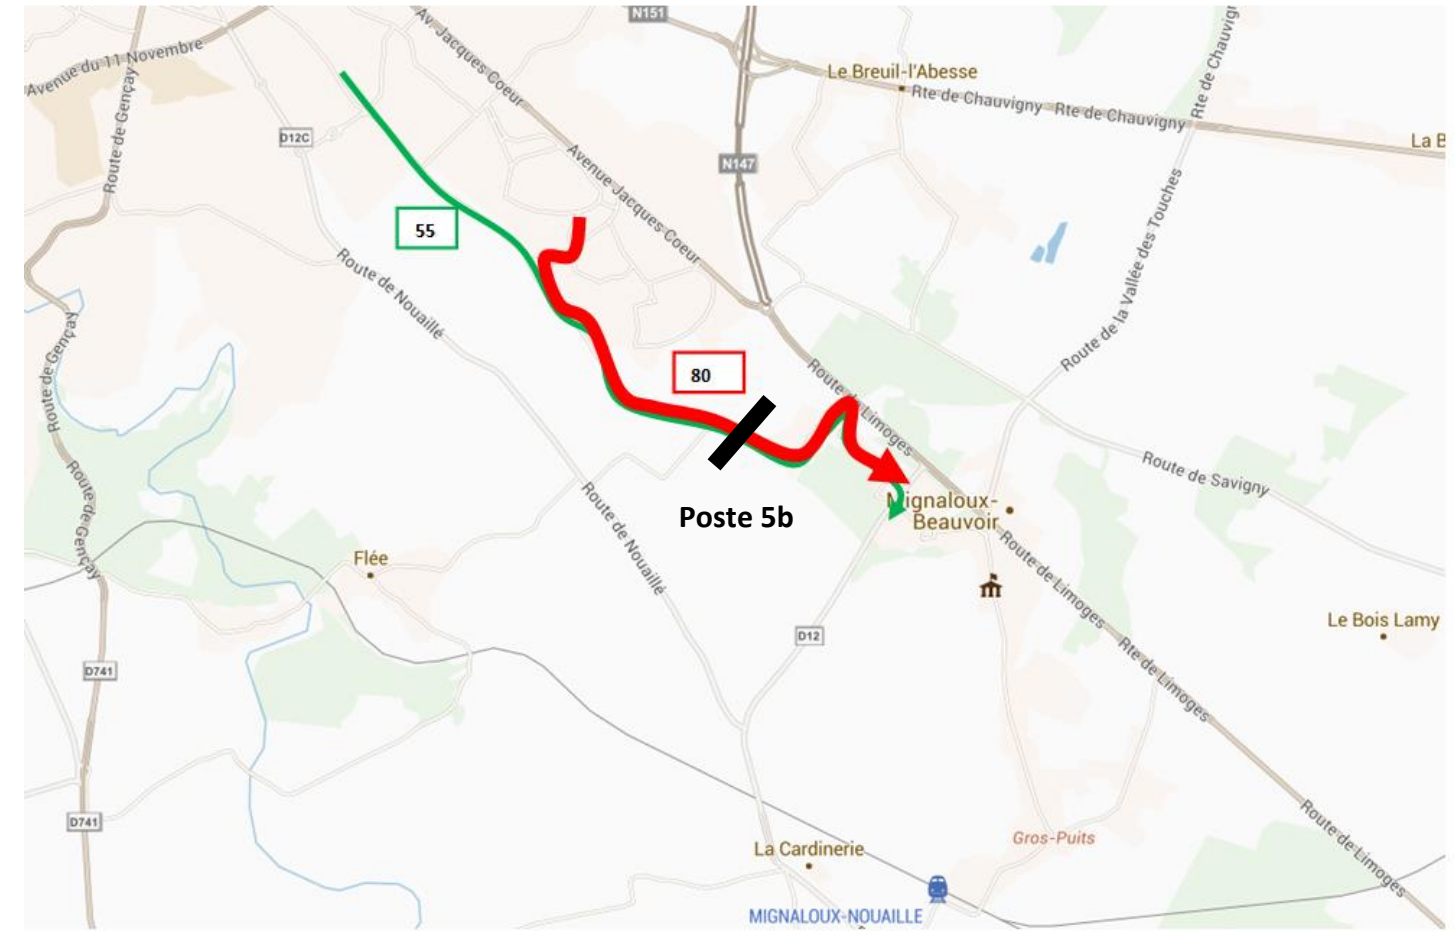 N151
Av. Jacques Coeur
Rte de Chauvigny
Avenue du 11 Novembre
Le Breuil-l'Abesse
Rte de Chauvigny
Rte de Chauvigny
Route de Gençay
D12C
Avenue Jacques Coeur
N147
La B
55
Route de la Vallée des Touches
Route de Nouaillé
Route de Gençay
80
Route de Limoges
Route de Savigny
Route de Gençay
Poste 5b
Mignaloux-
Beauvoir
Route de Nouaillé
Flée
Route de Limoges
Le Bois Lamy
D12
Rte de Limoges
D741
D741
Gros-Puits
Route de Limoges
La Cardinerie
MIGNALOUX-NOUAILLE